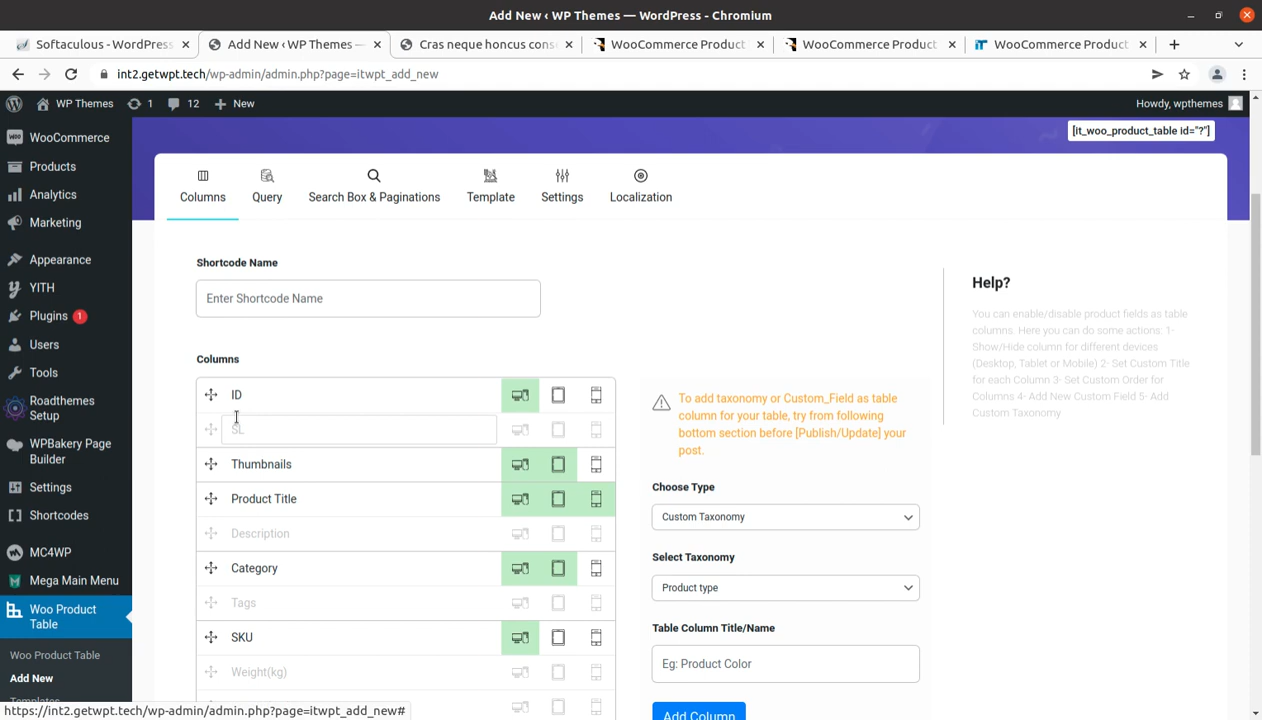 Add New ‹ WP Themes — WordPress - Chromium
Softaculous - WordPress
Add New ‹ WP Themes —
Cras neque honcus cons
WooCommerce Product
WooCommerce Product
WooCommerce Product
int2.getwpt.tech/wp-admin/admin.php?page=itwpt_add_new
WP Themes
1
12
New
Howdy, wpthemes
WooCommerce
Products
Analytics
Marketing
Appearance
YITH
Plugins 1
Users
Tools
Roadthemes
Setup
WPBakery Page
Builder
Settings
Shortcodes
MC4WP
Mega Main Menu
Woo Product
Table
Woo Product Table
Add New
Templates
[it_woo_product_table id="?"]
Columns
Query
Search Box & Paginations
Template
Settings
Localization
Shortcode Name
Enter Shortcode Name
Columns
ID
SL
Thumbnails
Product Title
Description
Category
Tags
SKU
Weight(kg)
To add taxonomy or Custom_Field as table
column for your table, try from following
bottom section before [Publish/Update] your
post.
Choose Type
Custom Taxonomy
Select Taxonomy
Product type
Table Column Title/Name
Eg: Product Color
Add Column
Help?
You can enable/disable product fields as table
columns. Here you can do some actions: 1-
Show/Hide column for different devices
(Desktop, Tablet or Mobile) 2- Set Custom Title
for each Column 3- Set Custom Order for
Columns 4- Add New Custom Field 5- Add
Custom Taxonomy
https://int2.getwpt.tech/wp-admin/admin.php?page=itwpt_add_new#